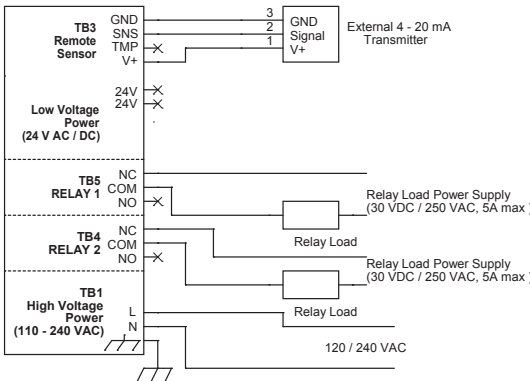 TB3
Remote
Sensor
GND
SNS
TMP
V+
3
2
1
GND
Signal
V+
External 4 - 20 mA
Transmitter
24V
24V
Low Voltage
Power
(24 V AC / DC)
TB5
RELAY 1
NC
COM
NO
Relay Load Power Supply
(30 VDC / 250 VAC, 5A max )
Relay Load
TB4
RELAY 2
NC
COM
NO
Relay Load Power Supply
(30 VDC / 250 VAC, 5A max )
Relay Load
TB1
High Voltage
Power
(110 - 240 VAC)
L
N
120 / 240 VAC